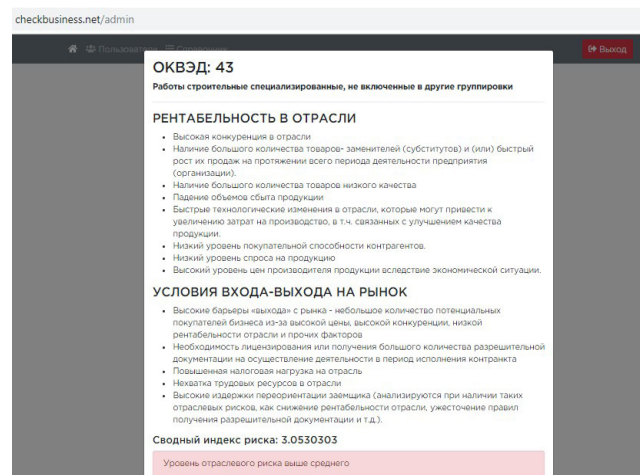 checkbusiness.net/admin
Пользователи Справочник
Выход
ОКВЭД: 43
Работы строительные специализированные, не включенные в другие группировки
РЕНТАБЕЛЬНОСТЬ В ОТРАСЛИ
• Высокая конкуренция в отрасли
• Наличие большого количества товаров- заменителей (субститутов) и (или) быстрый
рост их продаж на протяжении всего периода деятельности предприятия
(организации).
• Наличие большого количества товаров низкого качества
• Падение объемов сбыта продукции
• Быстрые технологические изменения в отрасли, которые могут привести к
увеличению затрат на производство, в т.ч. связанных с улучшением качества
продукции.
• Низкий уровень покупательной способности контрагентов.
• Низкий уровень спроса на продукцию
• Высокий уровень цен производителя продукции вследствие экономической ситуации.
УСЛОВИЯ ВХОДА-ВЫХОДА НА РЫНОК
• Высокие барьеры «выхода» с рынка - небольшое количество потенциальных
покупателей бизнеса из-за высокой цены, высокой конкуренции, низкой
рентабельности отрасли и прочих факторов
• Необходимость лицензирования или получения большого количества разрешительной
документации на осуществление деятельности в период исполнения контранкта
• Повышенная налоговая нагрузка на отрасль
• Нехватка трудовых ресурсов в отрасли
• Высокие издержки переориентации заемщика (анализируются при наличии таких
отраслевых рисков, как снижение рентабельности отрасли, ужесточение правил
получения разрешительной документации и т.д.).
Сводный индекс риска: 3.0530303
Уровень отраслевого риска выше среднего